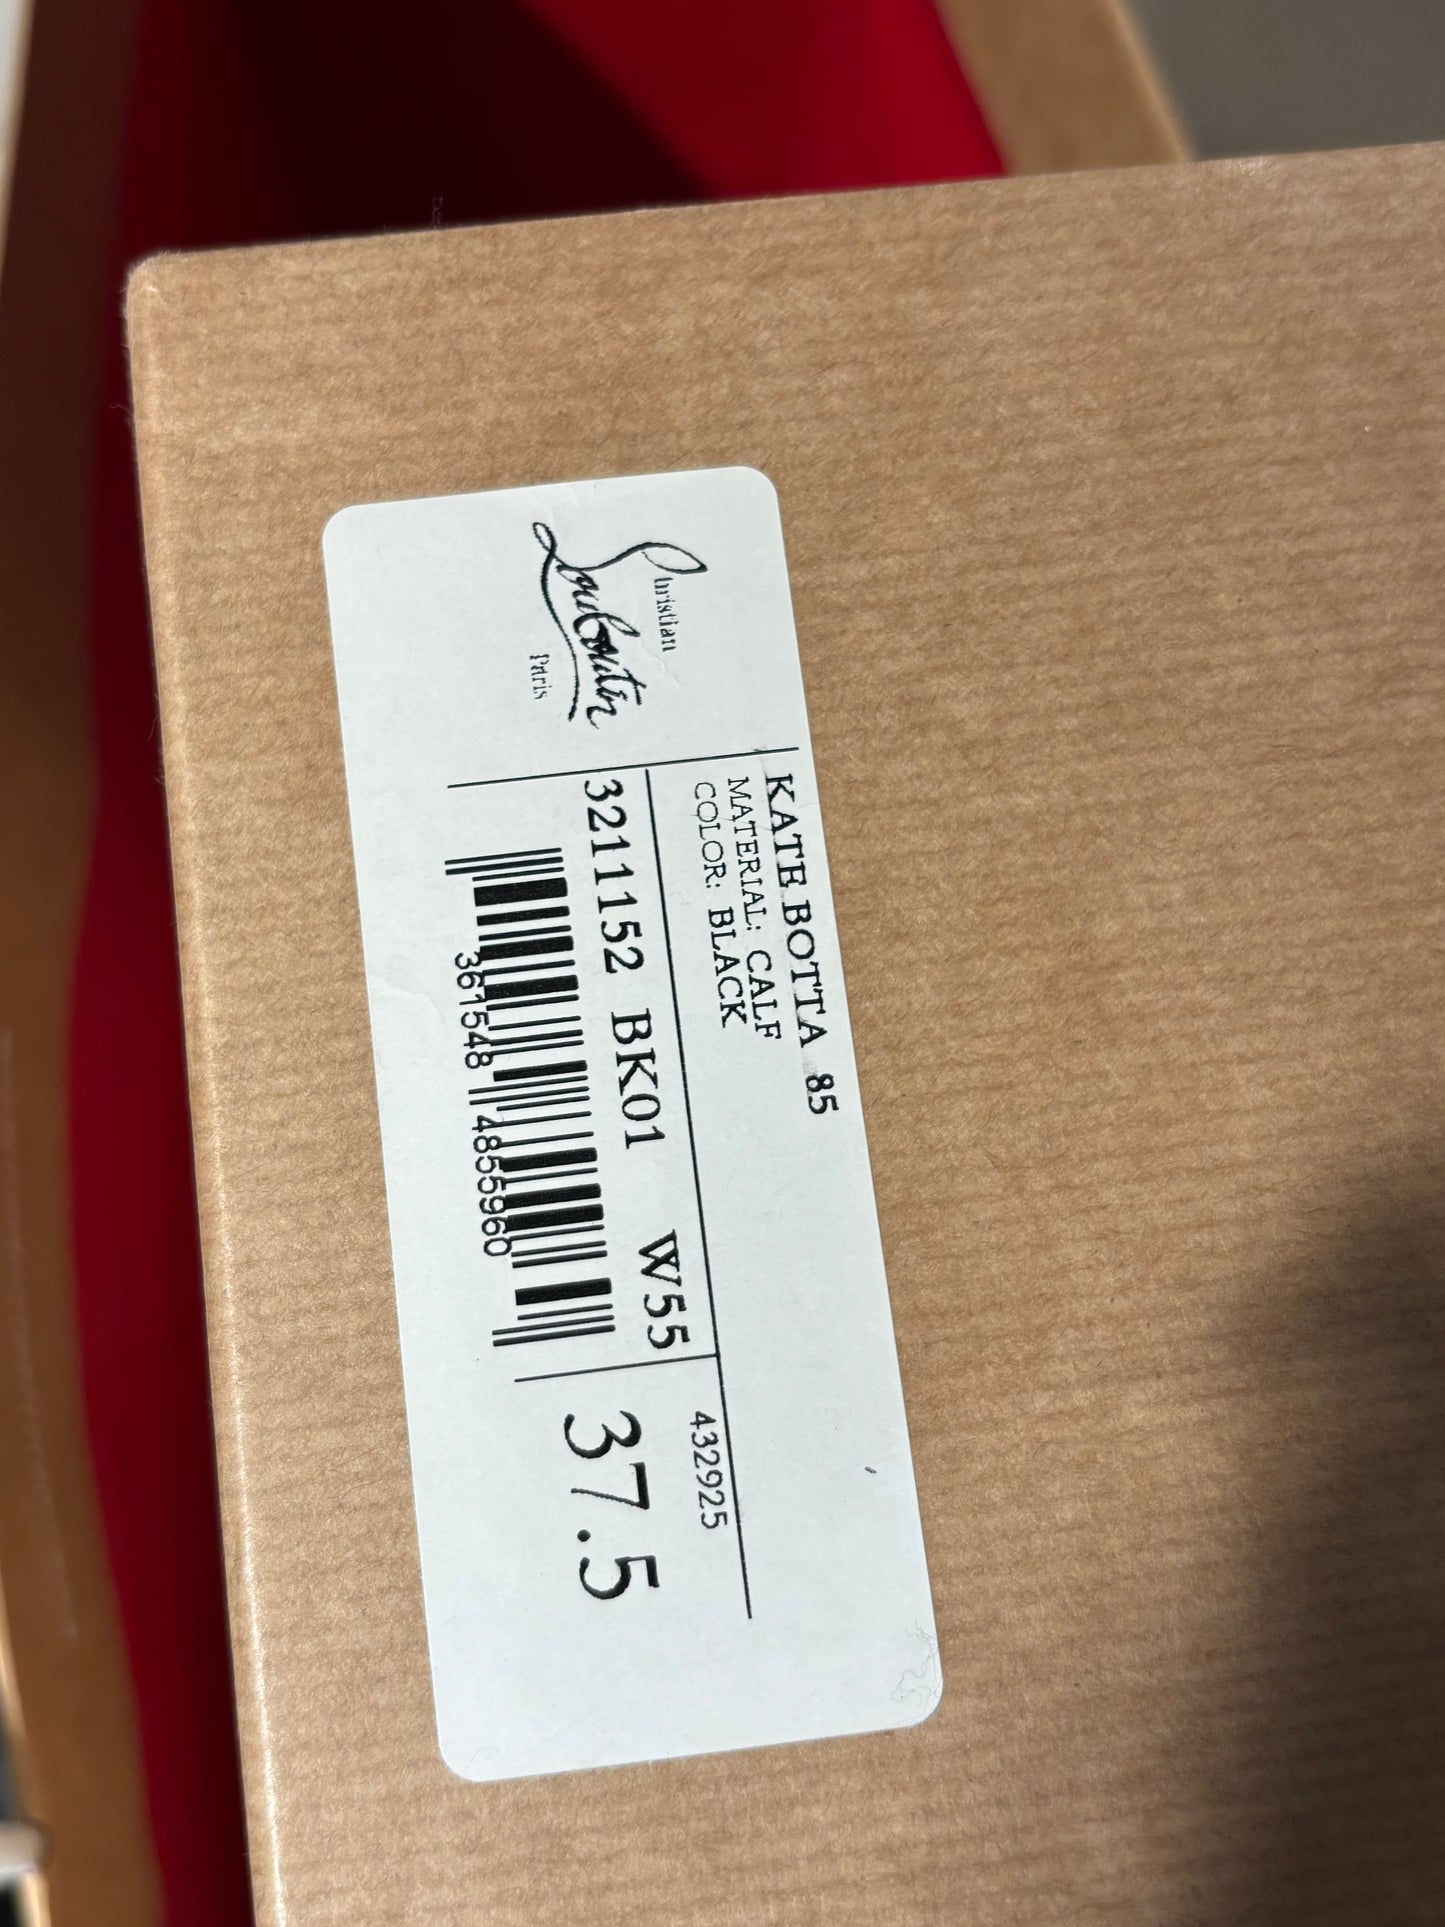 Christian
Louboutin
Paris
KATE BOTTA 85
MATERIAL: CALF
COLOR: BLACK
432925
3211152 BK01 W55
37.5
361548 4855960